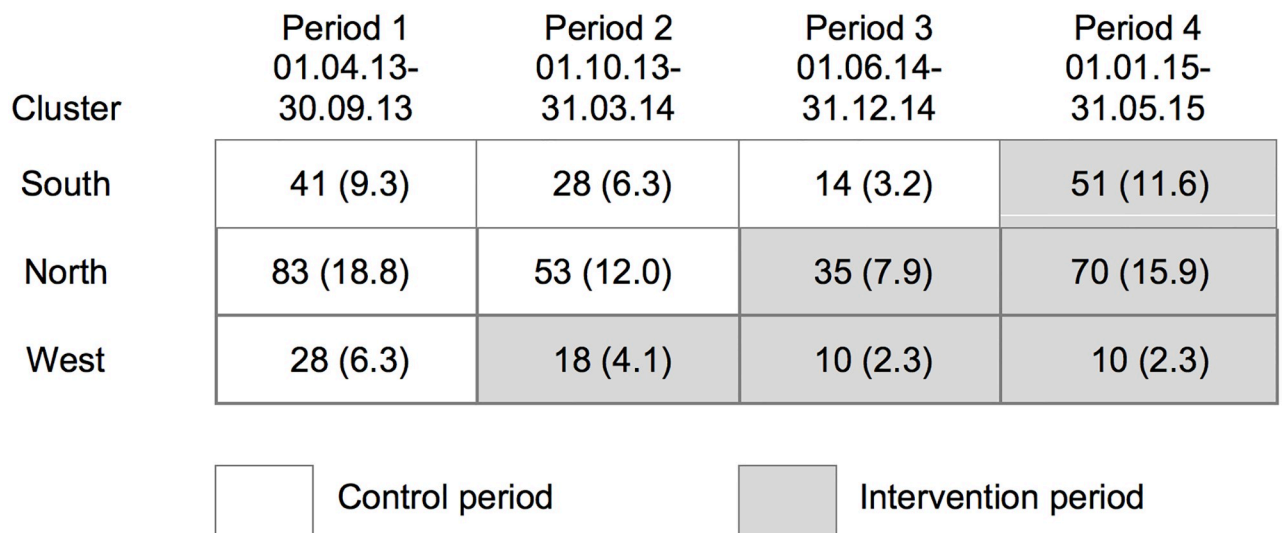 Period 1 Period 2 Period 3 Period 4
01.04.13- 01.10.13- 01.06.14- 01.01.15-
Cluster 30.09.13 31.03.14 31.12.14 31.05.15
South 41 (9.3) 28 (6.3) 14 (3.2) 51 (11.6)
North 83 (18.8) 53 (12.0) 35 (7.9) 70 (15.9)
West 28 (6.3) 18 (4.1) 10 (2.3) 10 (2.3)
Control period Intervention period